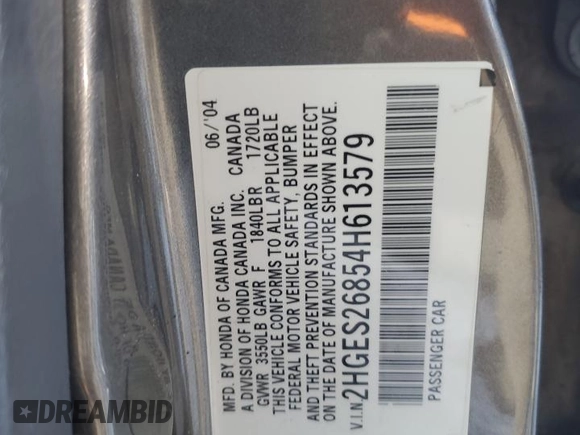 MFD. BY HONDA OF CANADA MFG. 06/'04
A DIVISION OF HONDA CANADA INC. CANADA
GVWR 3550LB GAWR F 1840LBR 1720LB
THIS VEHICLE CONFORMS TO ALL APPLICABLE
FEDERAL MOTOR VEHICLE SAFETY, BUMPER
AND THEFT PREVENTION STANDARDS IN EFFECT
ON THE DATE OF MANUFACTURE SHOWN ABOVE.
V.I.N. 2HGES26854H613579
PASSENGER CAR
DREAMBID